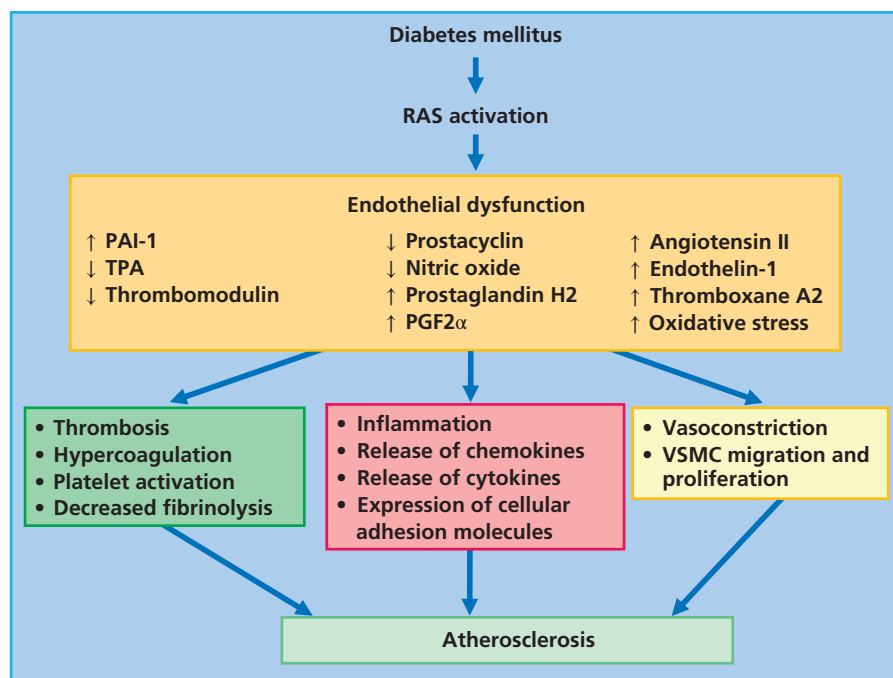 Diabetes mellitus
RAS activation
Endothelial dysfunction
↑ PAI-1
↓ TPA
↓ Thrombomodulin
↓ Prostacyclin
↓ Nitric oxide
↑ Prostaglandin H2
↑ PGF2α
↑ Angiotensin II
↑ Endothelin-1
↑ Thromboxane A2
↑ Oxidative stress
• Thrombosis
• Hypercoagulation
• Platelet activation
• Decreased fibrinolysis
• Inflammation
• Release of chemokines
• Release of cytokines
• Expression of cellular
adhesion molecules
• Vasoconstriction
• VSMC migration and
proliferation
Atherosclerosis